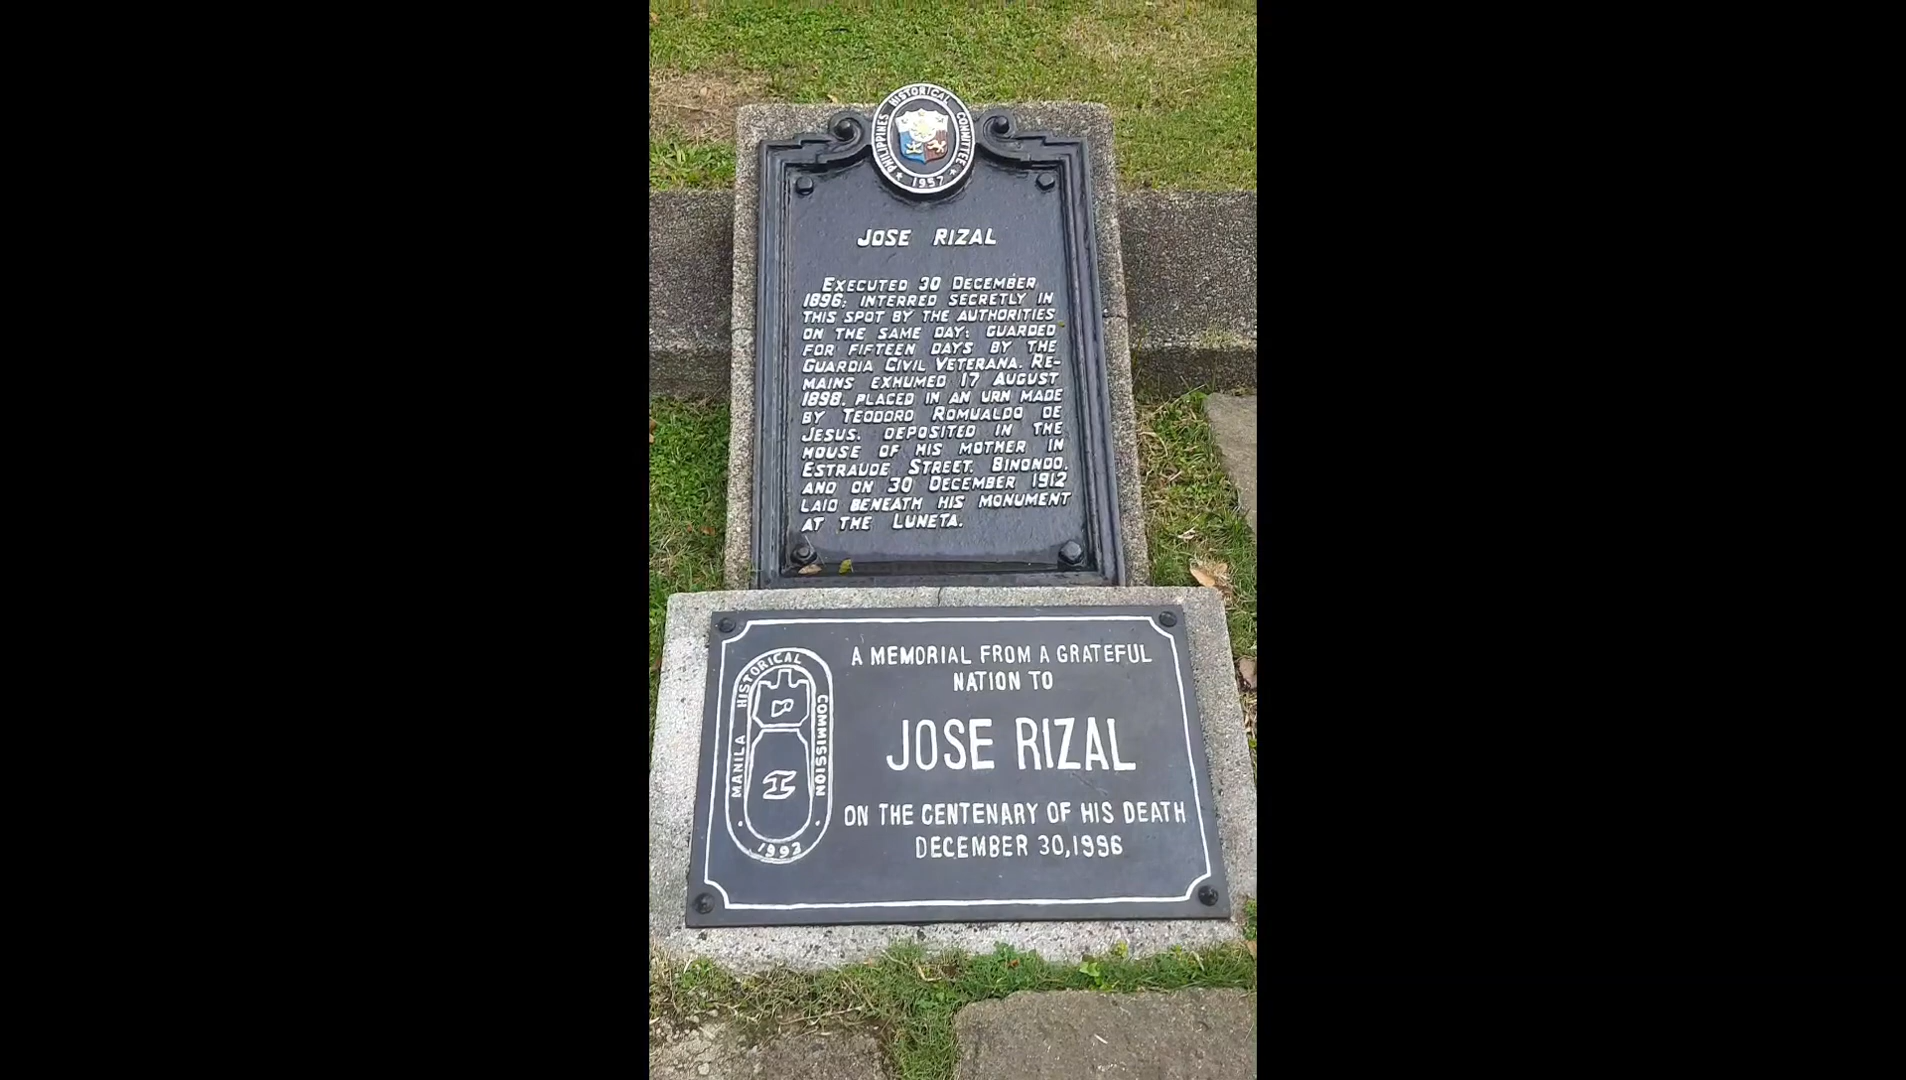 PHILIPPINES HISTORICAL COMMITTEE
1957
JOSE RIZAL
EXECUTED 30 DECEMBER
1896; INTERRED SECRETLY IN
THIS SPOT BY THE AUTHORITIES
ON THE SAME DAY; GUARDED
FOR FIFTEEN DAYS BY THE
GUARDIA CIVIL VETERANA. RE-
MAINS EXHUMED 17 AUGUST
1898, PLACED IN AN URN MADE
BY TEODORO ROMUALDO DE
JESUS, DEPOSITED IN THE
HOUSE OF HIS MOTHER IN
ESTRAUDE STREET, BINONDO,
AND ON 30 DECEMBER 1912
LAID BENEATH HIS MONUMENT
AT THE LUNETA.
A MEMORIAL FROM A GRATEFUL
NATION TO
JOSE RIZAL
ON THE CENTENARY OF HIS DEATH
DECEMBER 30,1996
MANILA HISTORICAL COMMISSION
1992